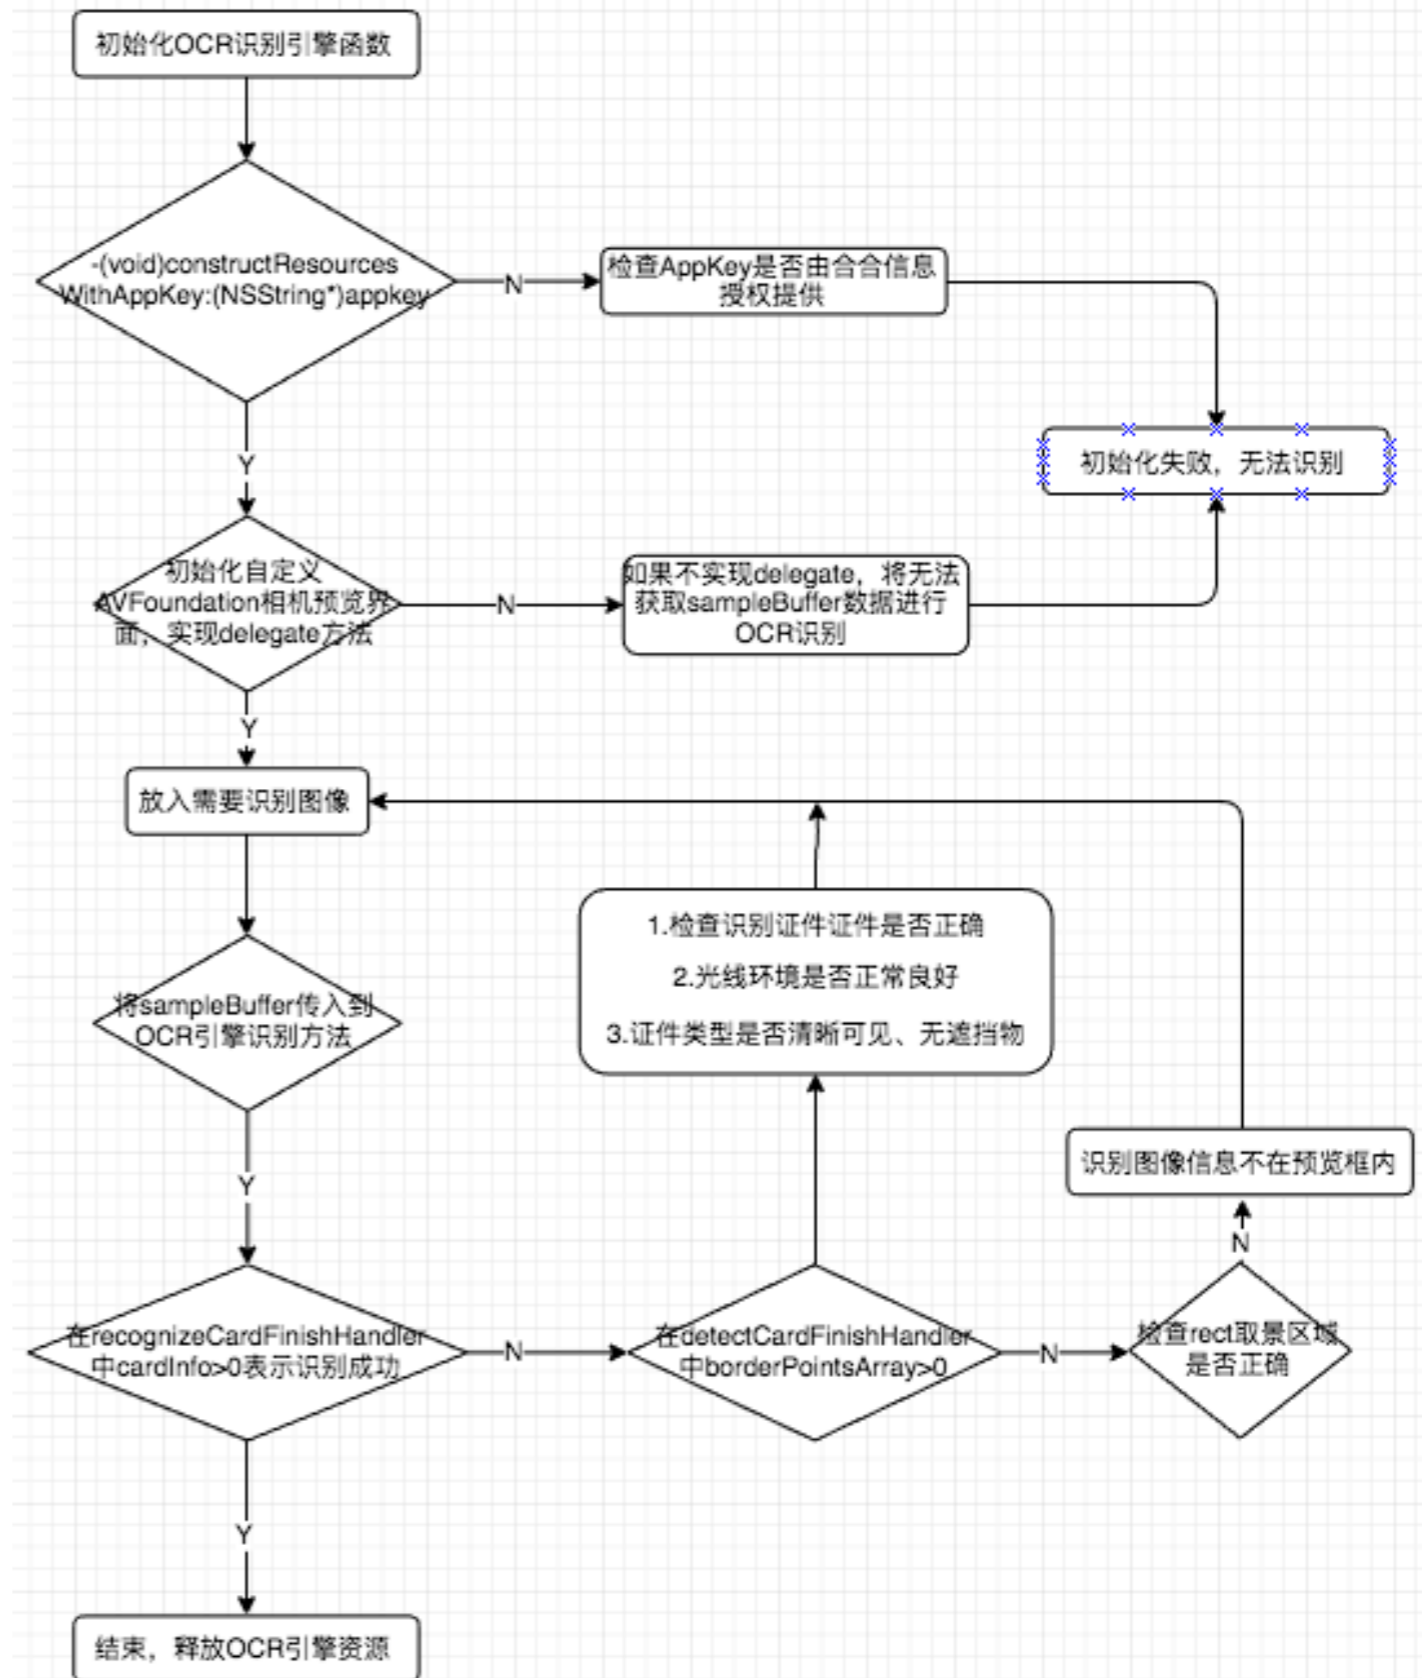 初始化OCR识别引擎函数
-(void)constructResources
WithAppKey:(NSString*)appkey
N
检查AppKey是否由合合信息
授权提供
Y
初始化失败，无法识别
初始化自定义
AVFoundation相机预览界
面，实现delegate方法
N
如果不实现delegate，将无法
获取sampleBuffer数据进行
OCR识别
Y
放入需要识别图像
1.检查识别证件证件是否正确
2.光线环境是否正常良好
3.证件类型是否清晰可见、无遮挡物
将sampleBuffer传入到
OCR引擎识别方法
Y
识别图像信息不在预览框内
N
在recognizeCardFinishHandler
中cardInfo>0表示识别成功
N
在detectCardFinishHandler
中borderPointsArray>0
N
检查rect取景区域
是否正确
Y
结束，释放OCR引擎资源